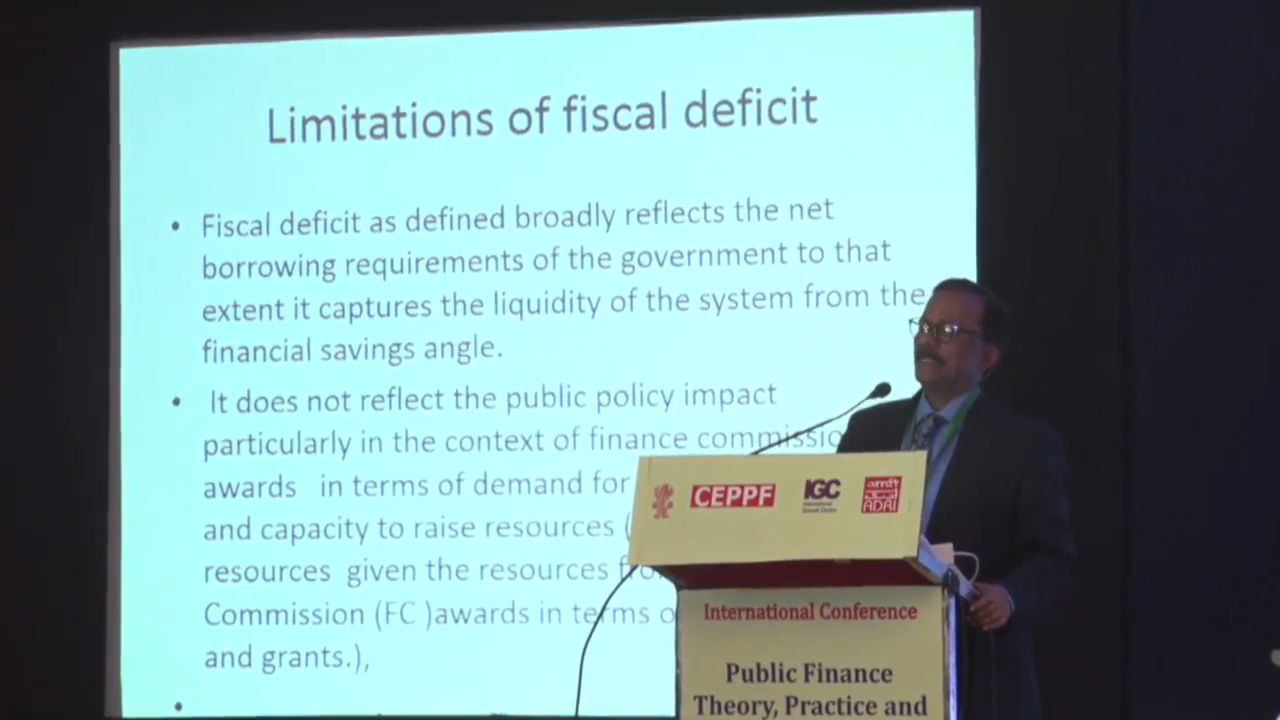 Limitations of fiscal deficit
• Fiscal deficit as defined broadly reflects the net
borrowing requirements of the government to that
extent it captures the liquidity of the system from the
financial savings angle.
• It does not reflect the public policy impact
particularly in the context of finance commissio
awards in terms of demand for
and capacity to raise resources (
resources given the resources
Commission (FC )awards in terms
and grants.),
•
CEPPF
IGC
International
Growth Centre
ADAI
International Conference
Public Finance
Theory, Practice and